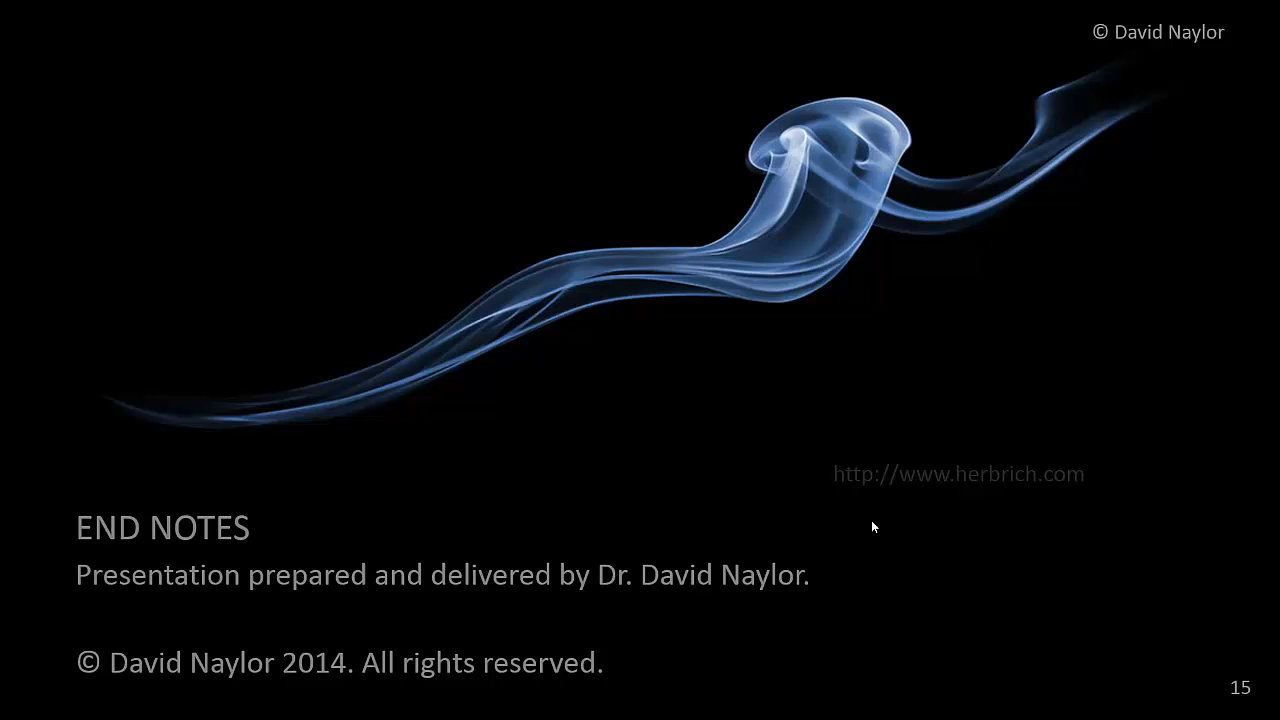 © David Naylor
http://www.herbrich.com
END NOTES
Presentation prepared and delivered by Dr. David Naylor.
© David Naylor 2014. All rights reserved.
15